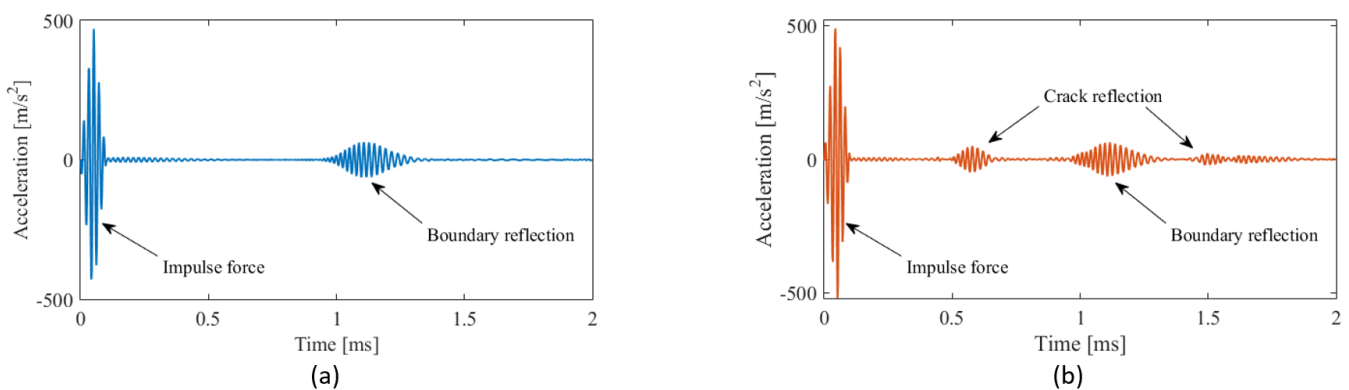 500
0
-500
Acceleration [m/s²]
Impulse force
Boundary reflection
0
0.5
1
1.5
2
Time [ms]
(a)
500
0
-500
Acceleration [m/s²]
Crack reflection
Boundary reflection
Impulse force
0
0.5
1
1.5
2
Time [ms]
(b)